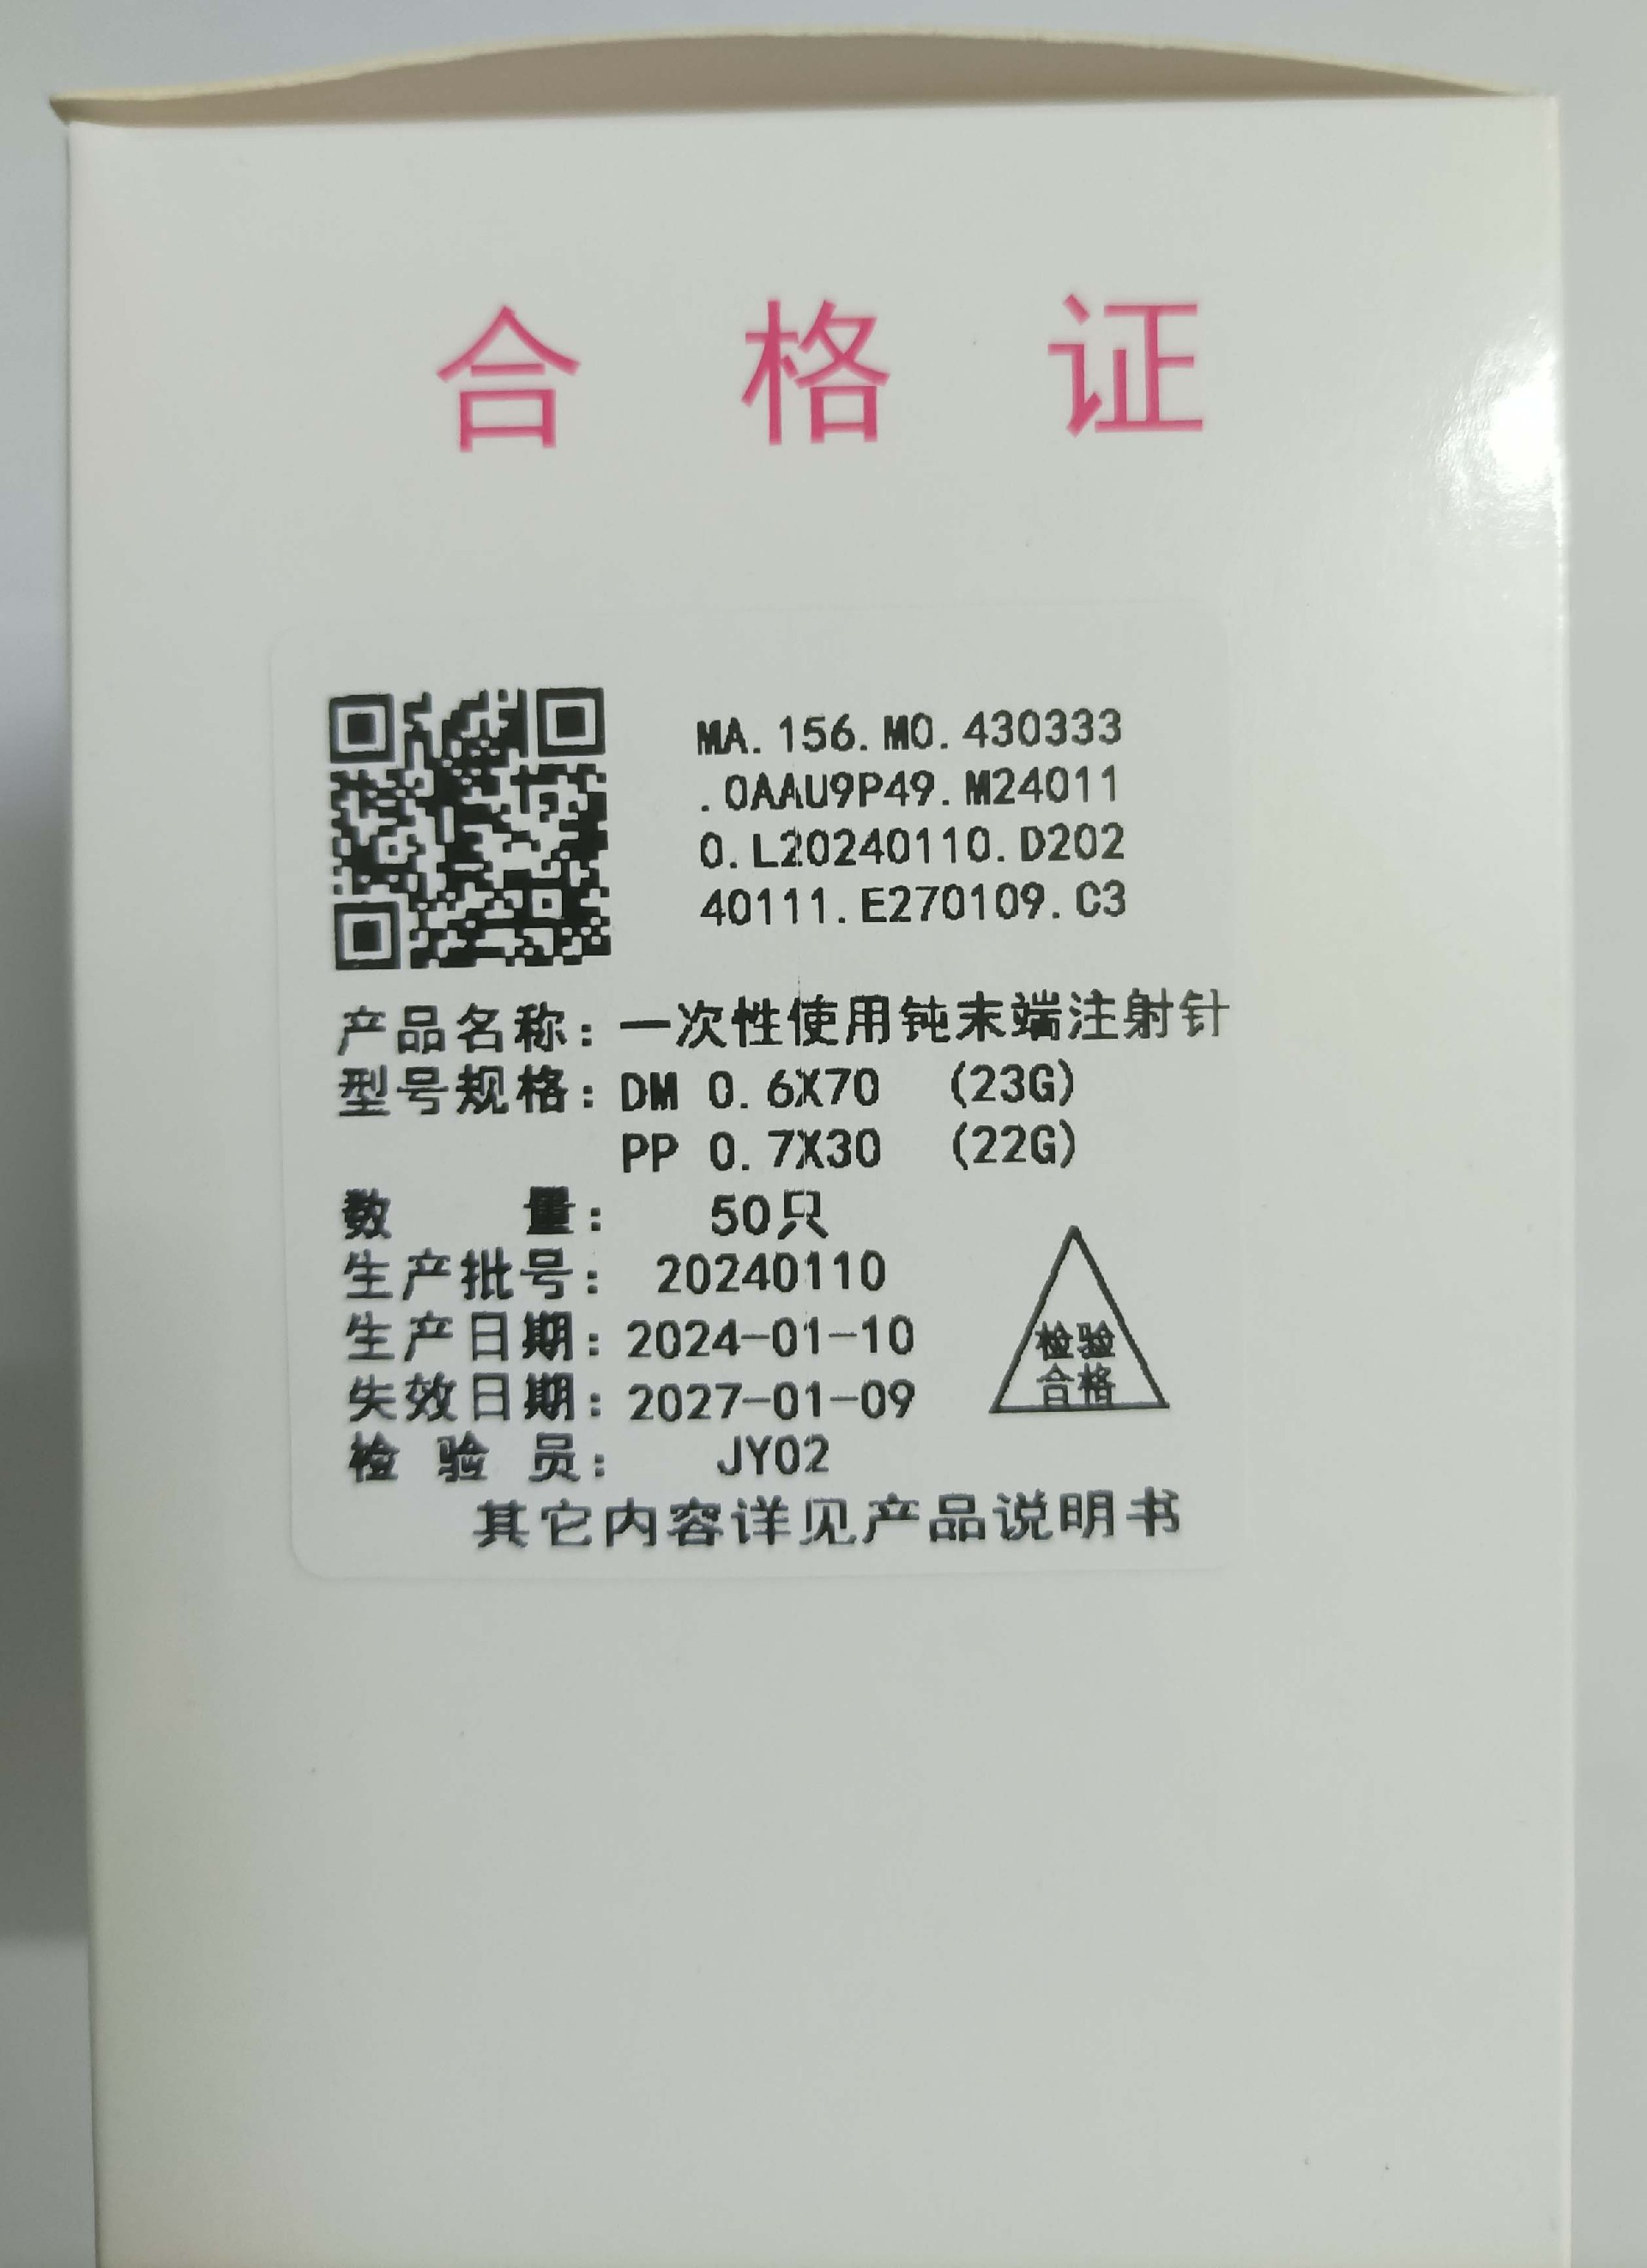 合格证
MA.156.M0.430333
.0AAU9P49.M24011
0.L20240110.D202
40111.E270109.C3
产品名称：一次性使用钝末端注射针
型号规格：DM 0.6X70 (23G)
PP 0.7X30 (22G)
数量：50只
生产批号：20240110
生产日期：2024-01-10
失效日期：2027-01-09
检验员：JY02
检验
合格
其它内容详见产品说明书